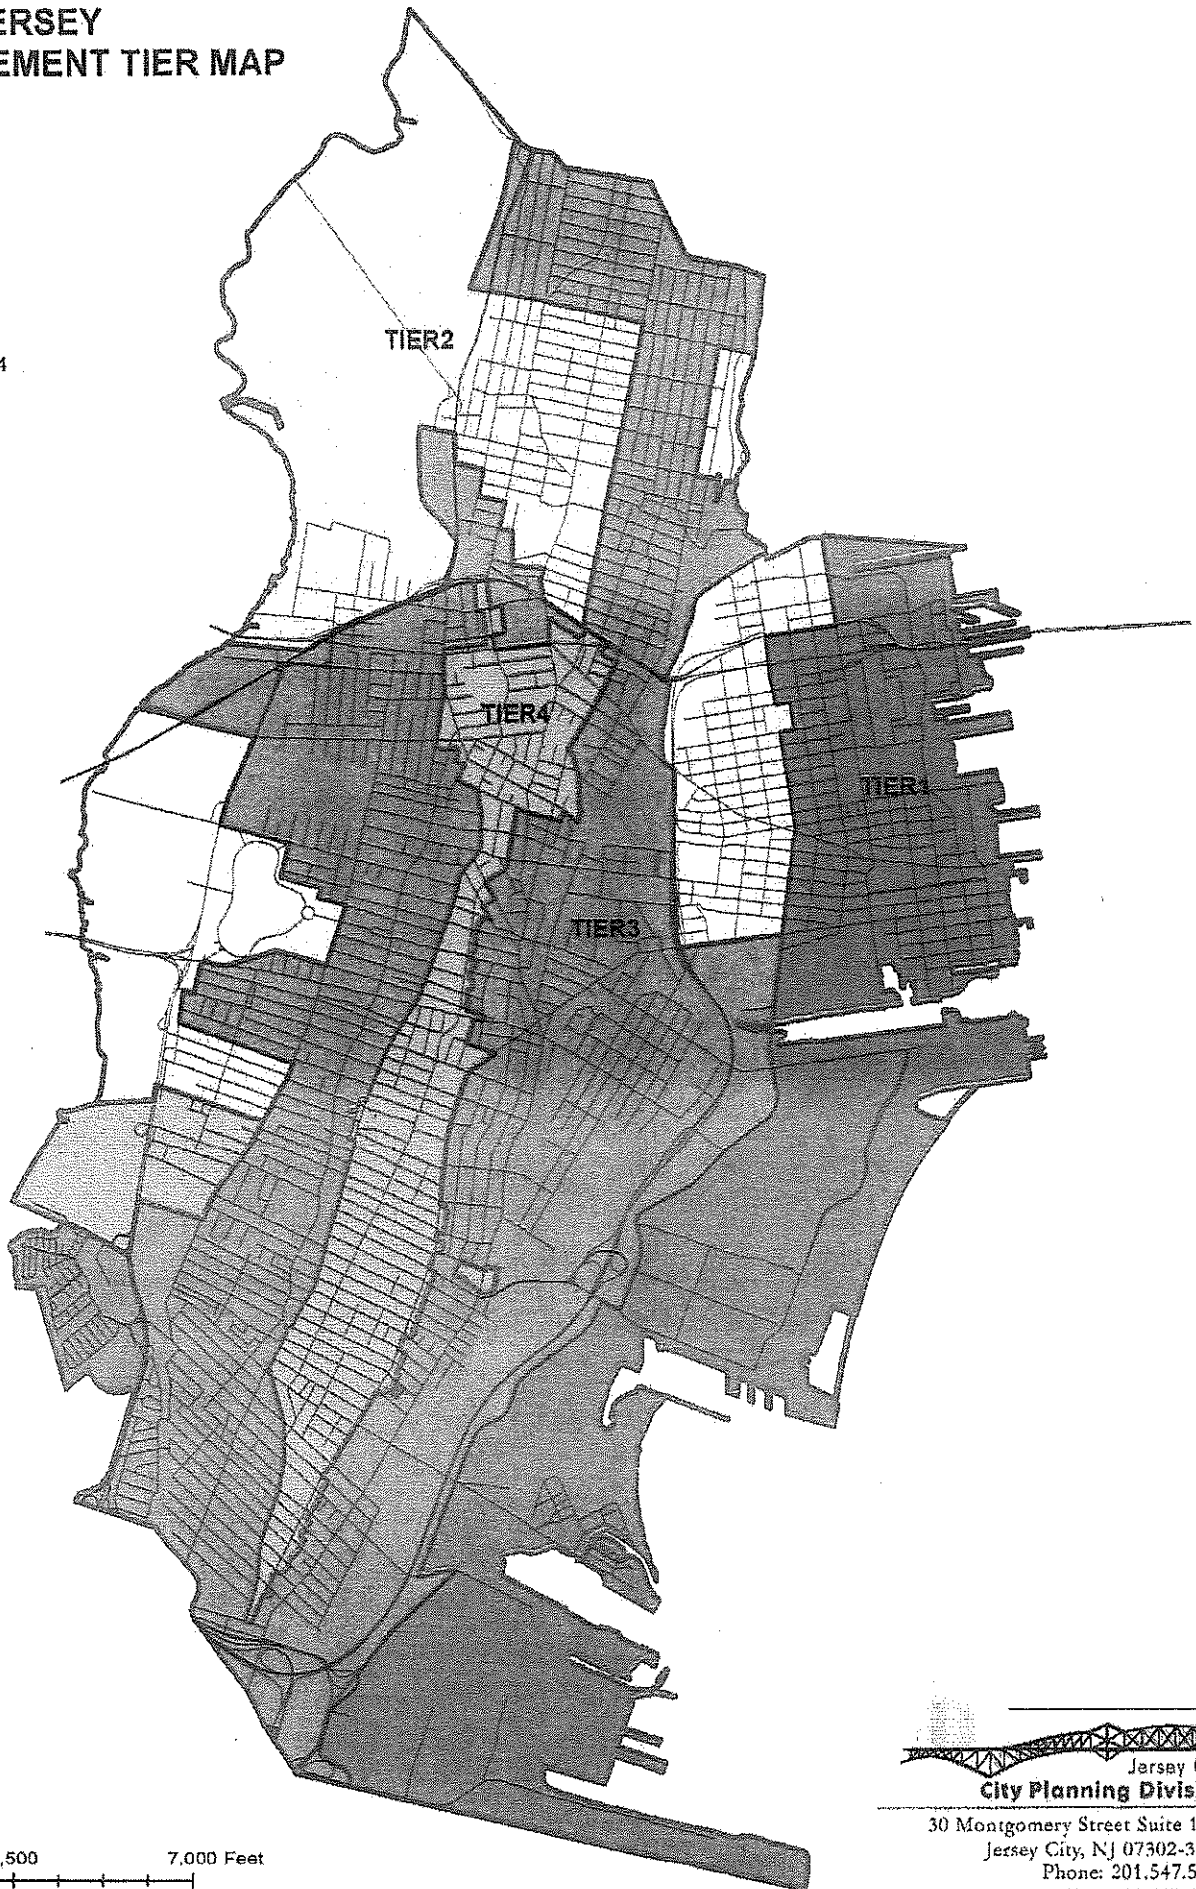 ERSEY
EMENT TIER MAP
4
TIER2
TIER4
TIER1
TIER3
Jersey
City Planning Divis
30 Montgomery Street Suite 1
Jersey City, NJ 07302-3
Phone: 201.547.5
,500 7,000 Feet